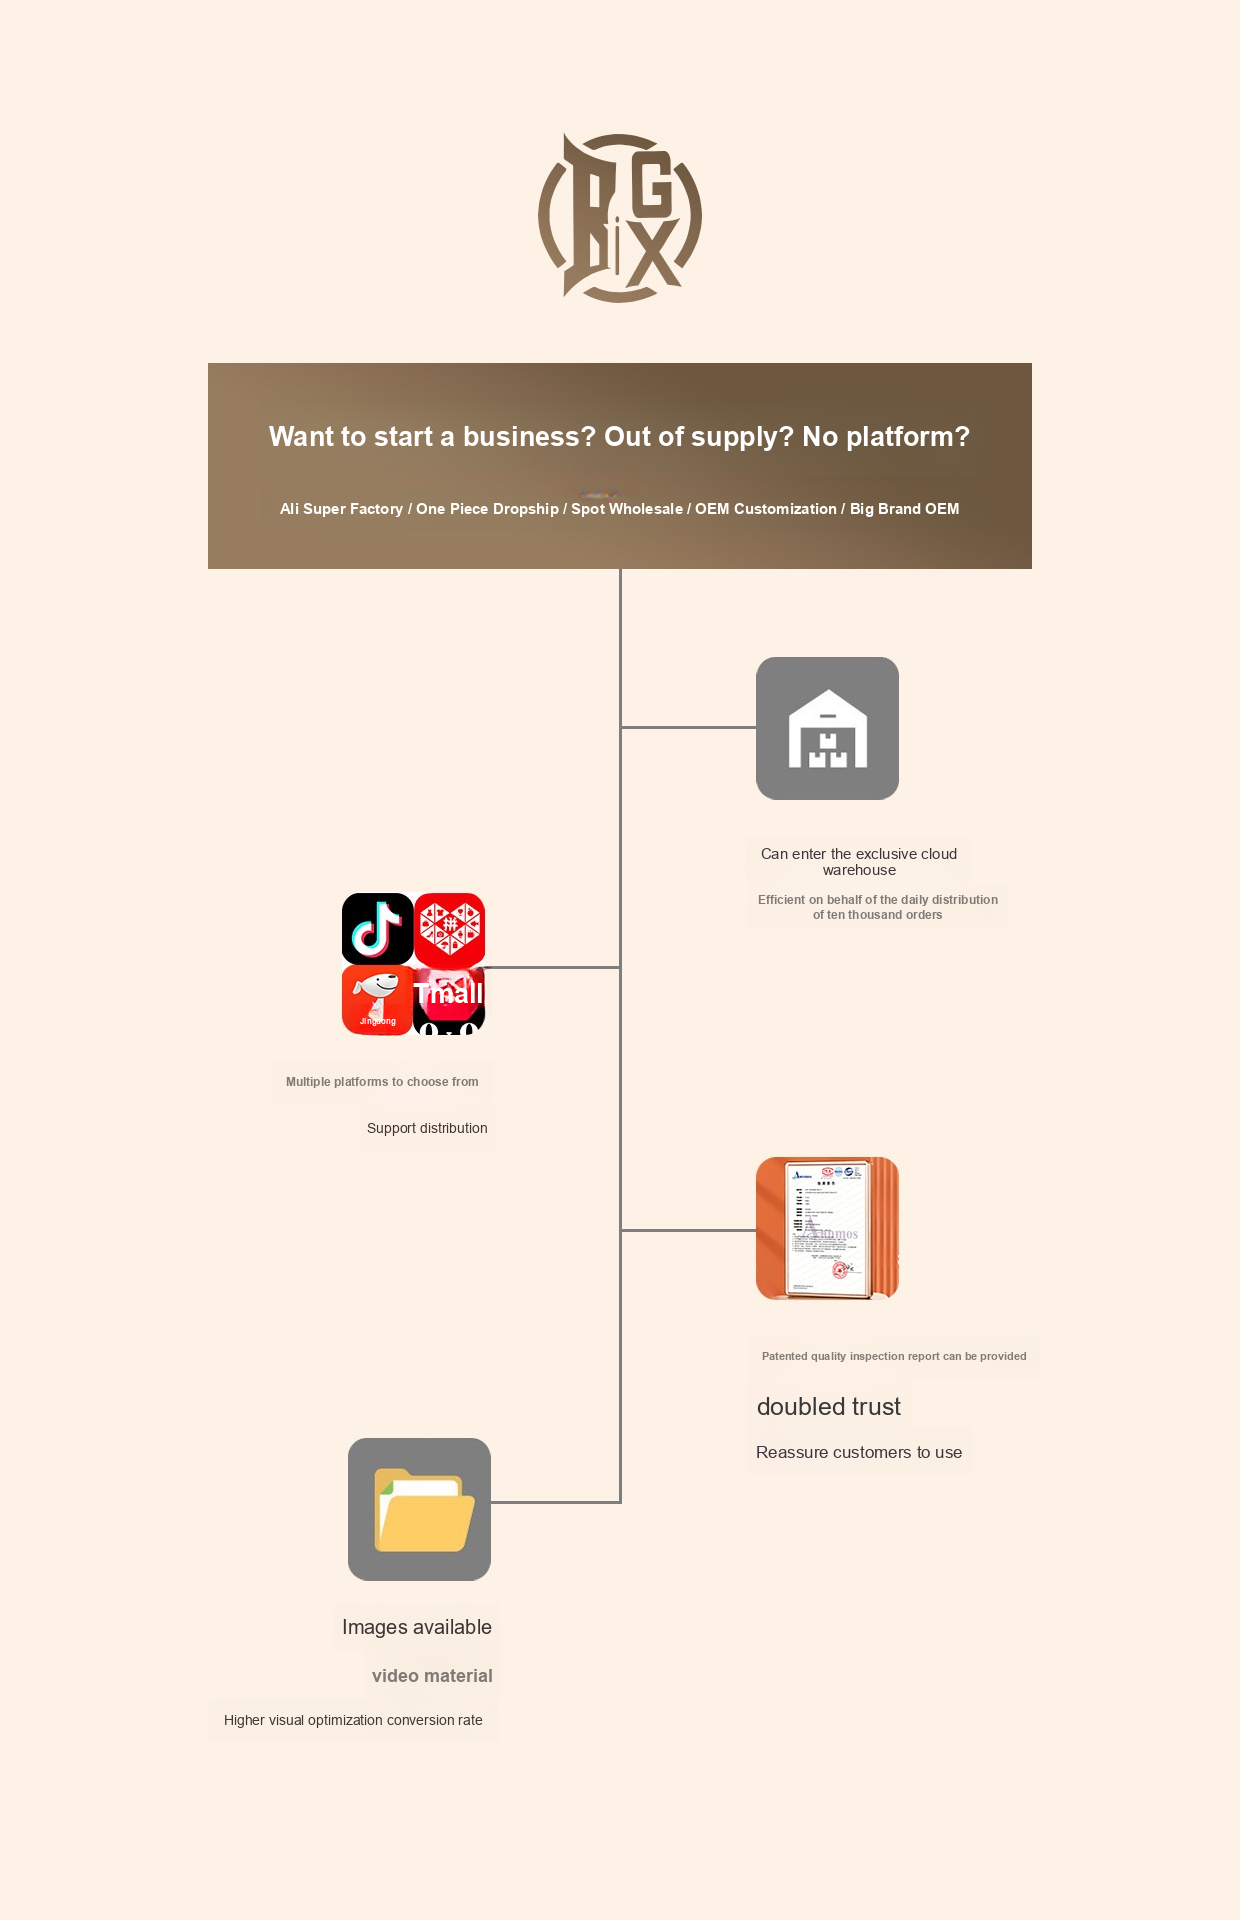 BiG
X
Want to start a business? Out of supply? No platform?
Ali Super Factory / One Piece Dropship / Spot Wholesale / OEM Customization / Big Brand OEM
Can enter the exclusive cloud
warehouse
Efficient on behalf of the daily distribution
of ten thousand orders
拼
Tmall
Jingdong
Multiple platforms to choose from
Support distribution
Patented quality inspection report can be provided
doubled trust
Reassure customers to use
Images available
video material
Higher visual optimization conversion rate